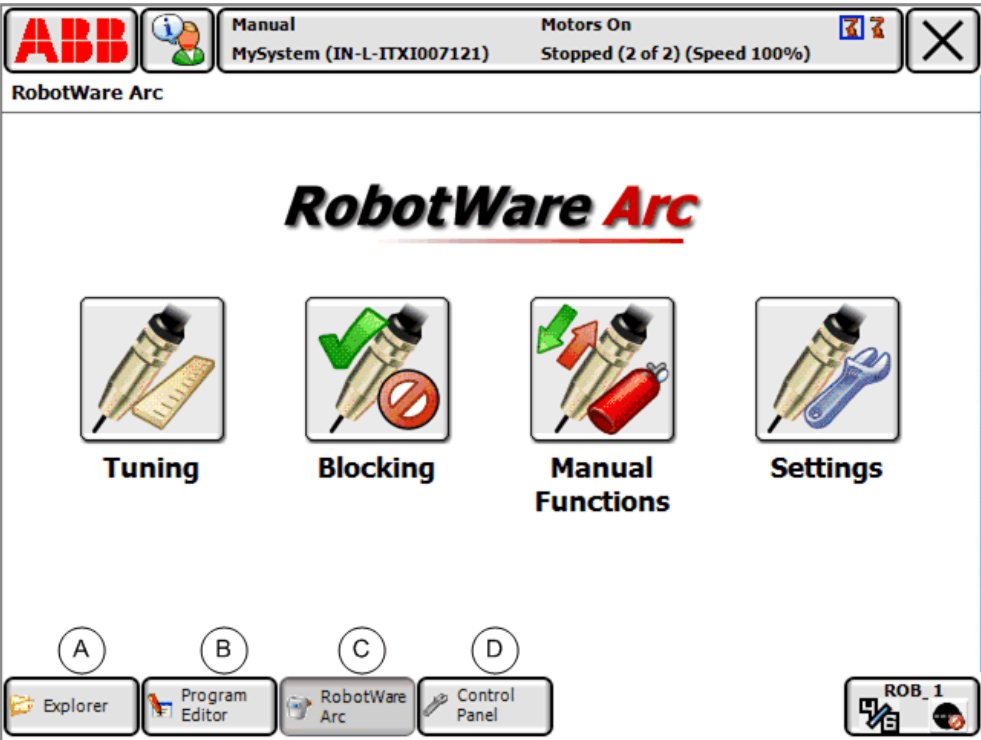 ABB
Manual
Motors On
MySystem (IN-L-ITXI007121)
Stopped (2 of 2) (Speed 100%)
RobotWare Arc
RobotWare Arc
Tuning
Blocking
Manual
Functions
Settings
A
B
C
D
Explorer
Program
Editor
RobotWare
Arc
Control
Panel
ROB_1